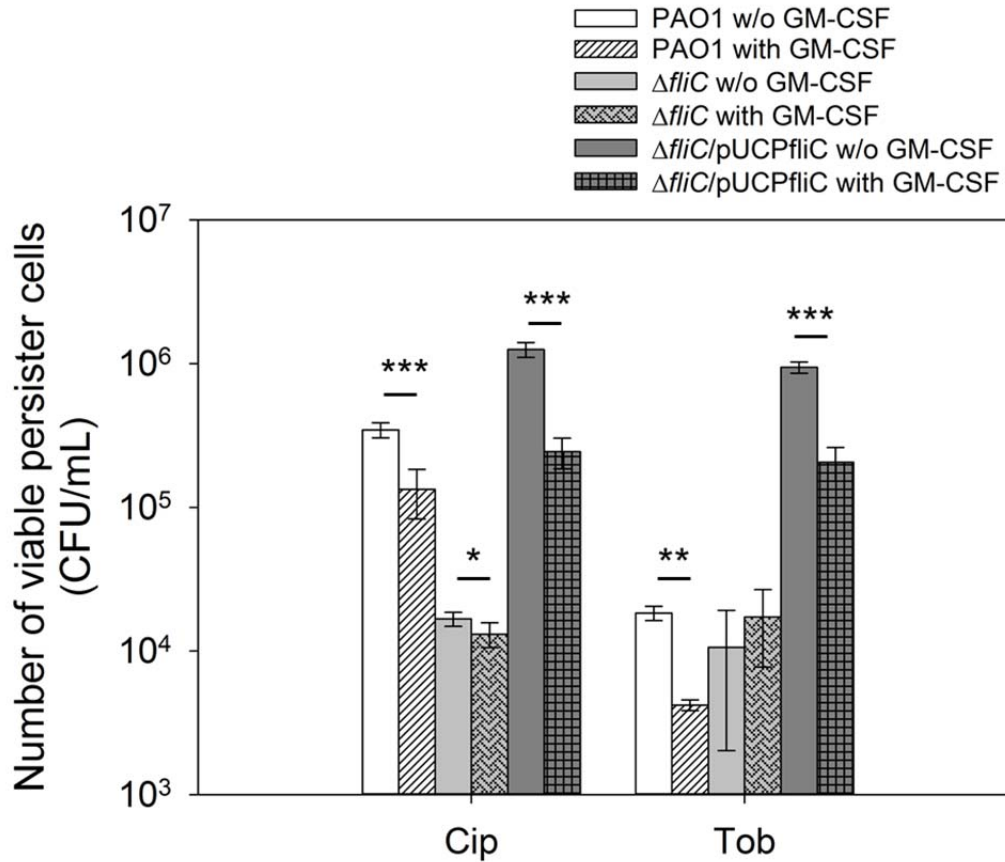 PAO1 w/o GM-CSF
PAO1 with GM-CSF
ΔfliC w/o GM-CSF
ΔfliC with GM-CSF
ΔfliC/pUCPfliC w/o GM-CSF
ΔfliC/pUCPfliC with GM-CSF
Number of viable persister cells
(CFU/mL)
10⁷
10⁶
10⁵
10⁴
10³
***
*
***
**
***
Cip Tob